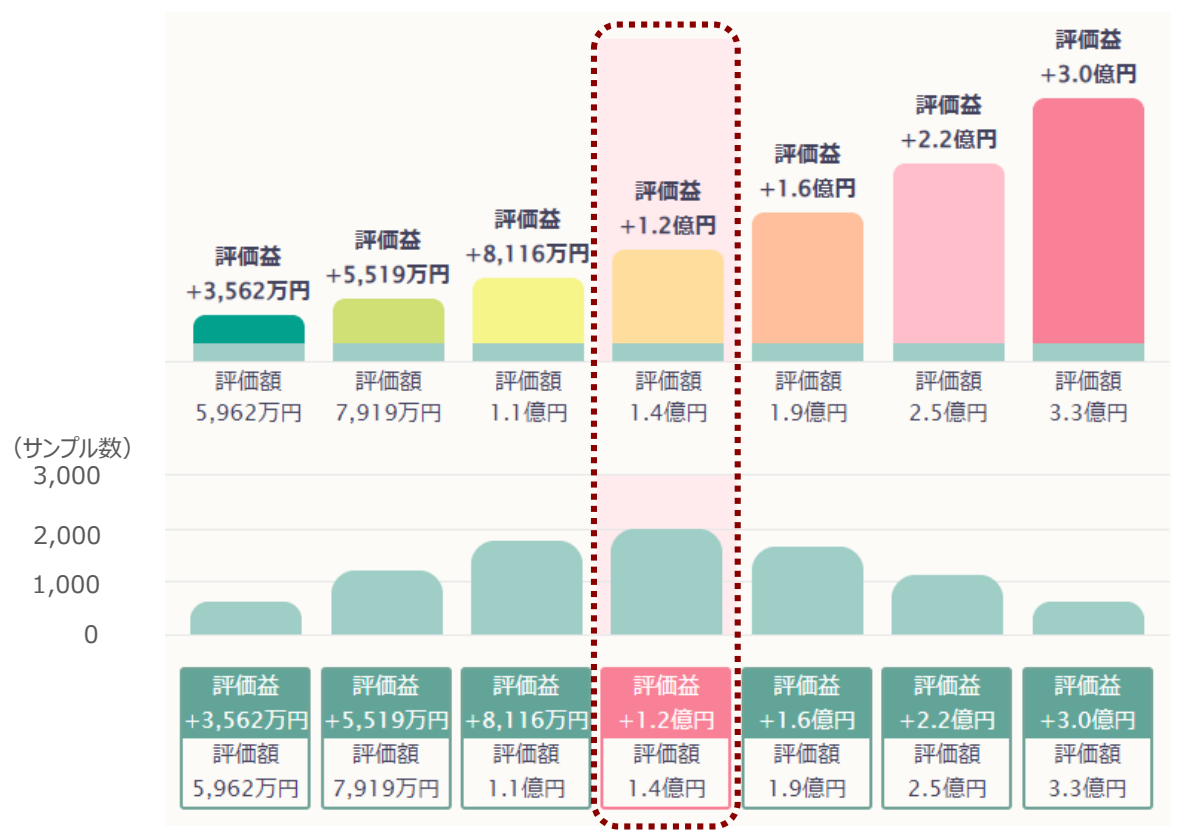 評価益
+3.0億円
評価益
+2.2億円
評価益
+1.6億円
評価益
+1.2億円
評価益
+8,116万円
評価益
+5,519万円
評価益
+3,562万円
評価額 評価額 評価額 評価額 評価額 評価額 評価額
5,962万円 7,919万円 1.1億円 1.4億円 1.9億円 2.5億円 3.3億円
(サンプル数)
3,000
2,000
1,000
0
評価益 評価益 評価益 評価益 評価益 評価益 評価益
+3,562万円 +5,519万円 +8,116万円 +1.2億円 +1.6億円 +2.2億円 +3.0億円
評価額 評価額 評価額 評価額 評価額 評価額 評価額
5,962万円 7,919万円 1.1億円 1.4億円 1.9億円 2.5億円 3.3億円